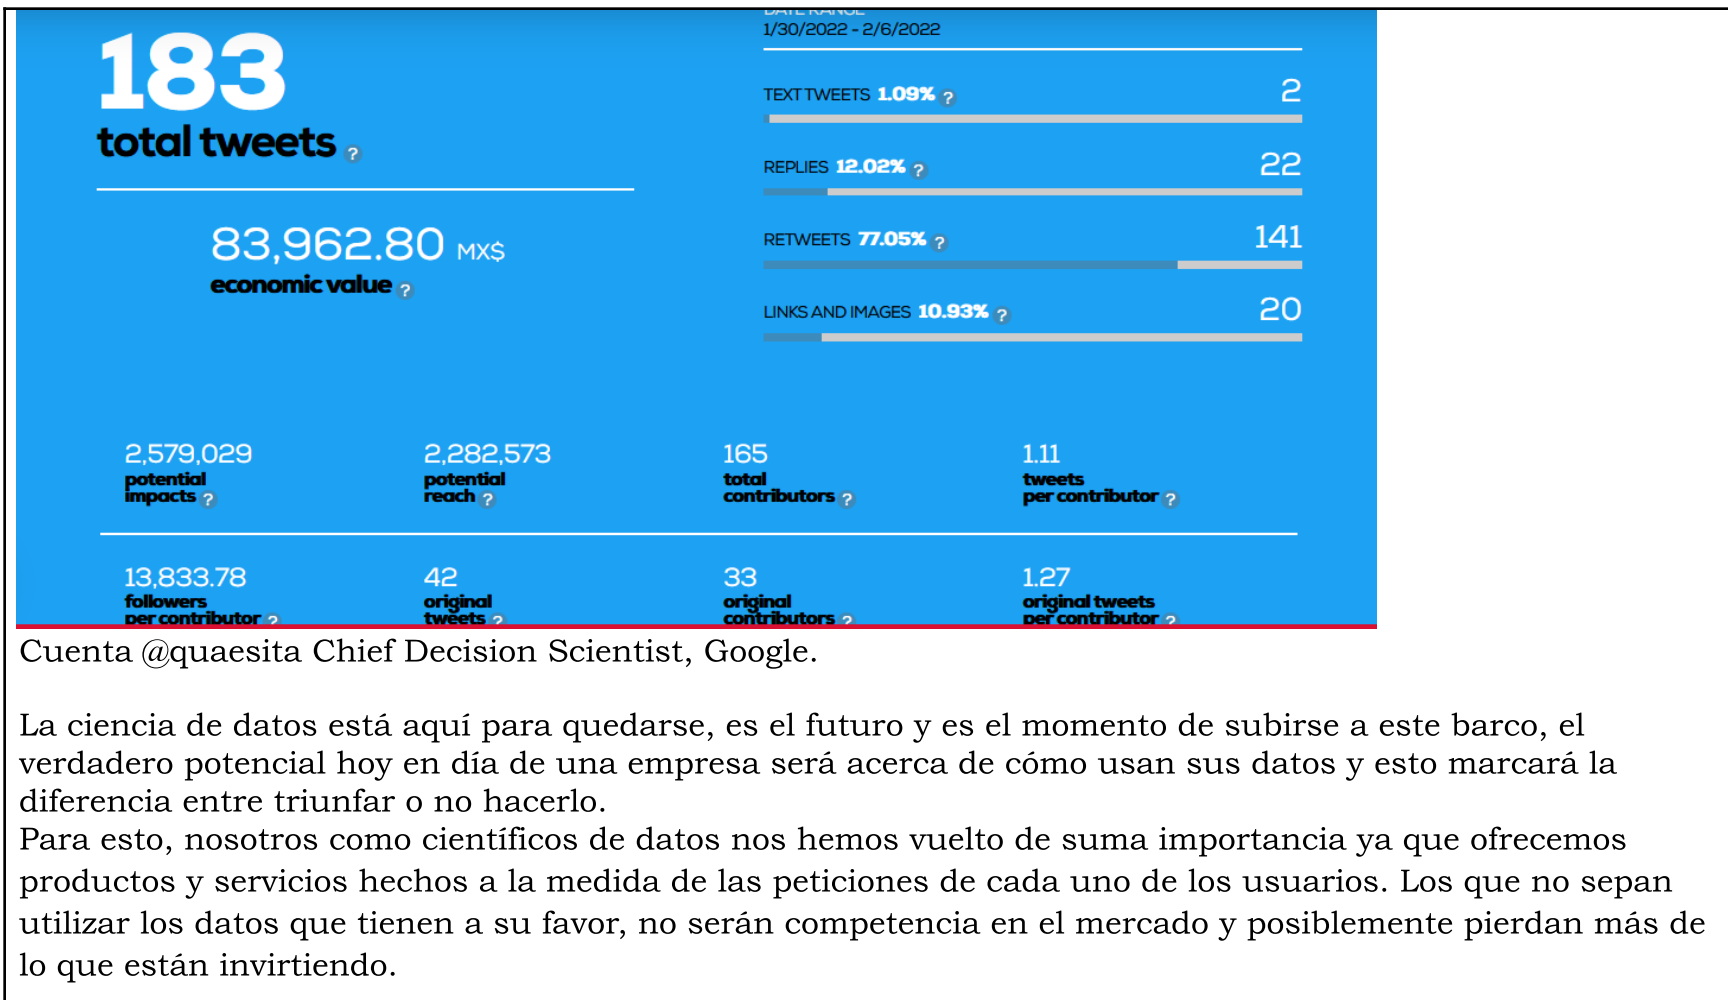 183
total tweets ?
83,962.80 MX$
economic value ?
DATE RANGE
1/30/2022 - 2/6/2022
TEXT TWEETS 1.09% ? 2
REPLIES 12.02% ? 22
RETWEETS 77.05% ? 141
LINKS AND IMAGES 10.93% ? 20
2,579,029
potential
impacts ?
2,282,573
potential
reach ?
165
total
contributors ?
1.11
tweets
per contributor ?
13,833.78
followers
per contributor ?
42
original
tweets ?
33
original
contributors ?
1.27
original tweets
per contributor ?
Cuenta @quaesita Chief Decision Scientist, Google.
La ciencia de datos está aquí para quedarse, es el futuro y es el momento de subirse a este barco, el
verdadero potencial hoy en día de una empresa será acerca de cómo usan sus datos y esto marcará la
diferencia entre triunfar o no hacerlo.
Para esto, nosotros como científicos de datos nos hemos vuelto de suma importancia ya que ofrecemos
productos y servicios hechos a la medida de las peticiones de cada uno de los usuarios. Los que no sepan
utilizar los datos que tienen a su favor, no serán competencia en el mercado y posiblemente pierdan más de
lo que están invirtiendo.